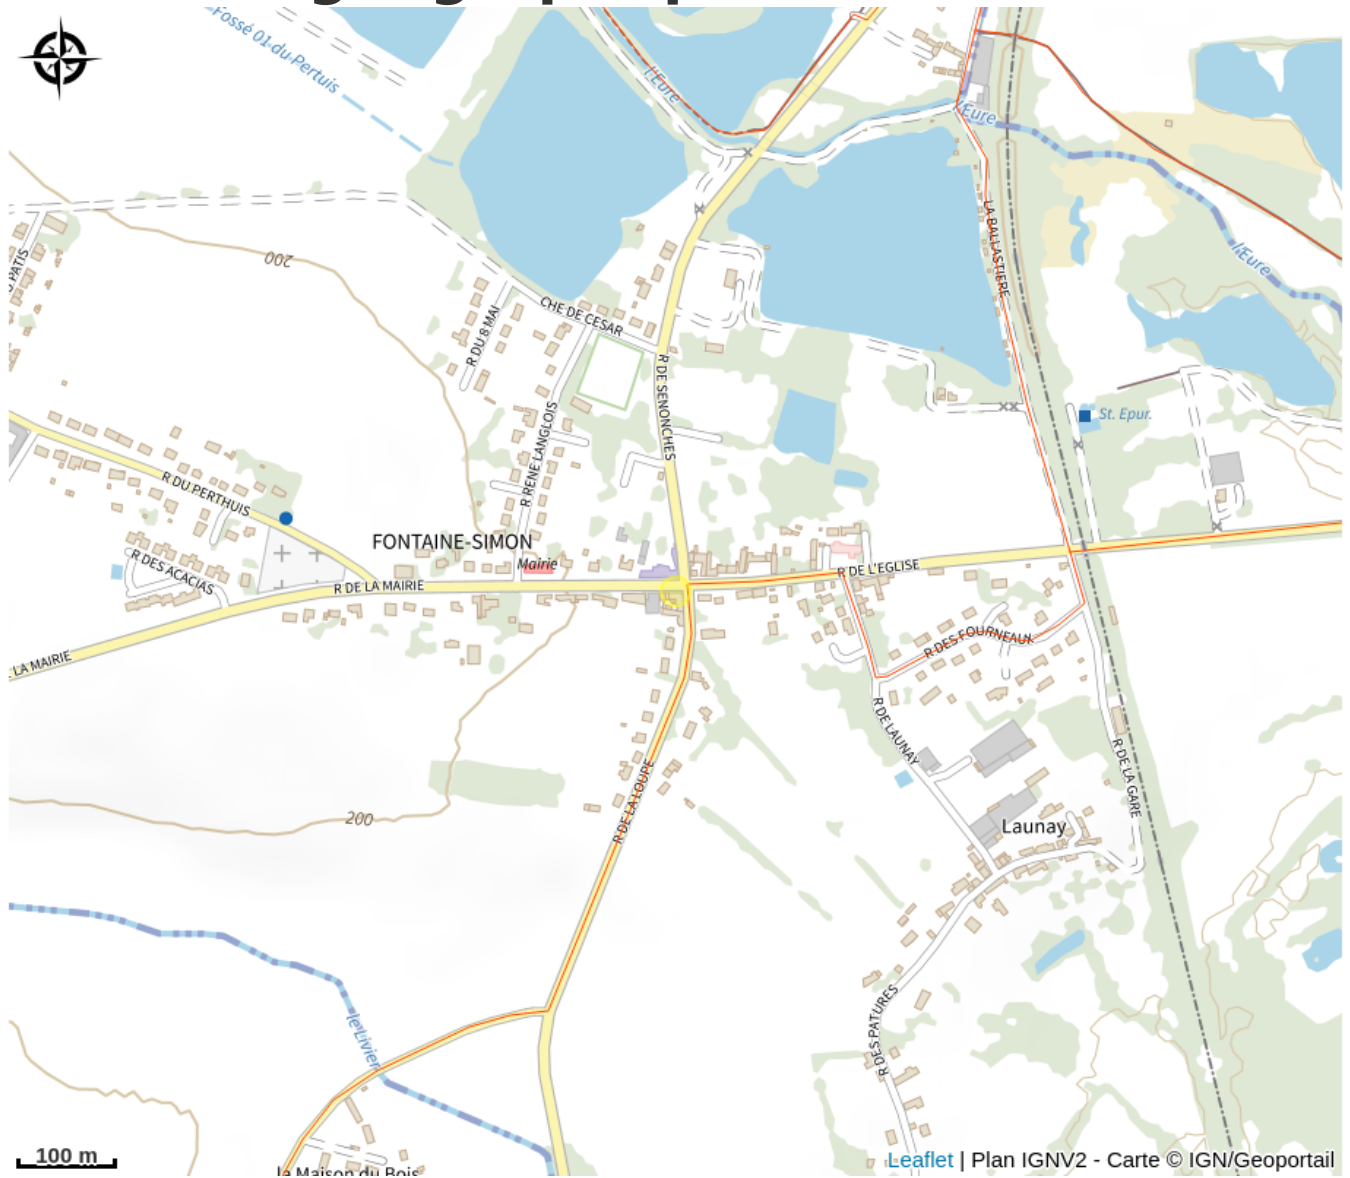 Fossé 01 du Pertuis
l'Eure
Eure
LA BALLASTIERE
l'Eure
PATIS
200
CHE DE CESAR
R DU 8 MAI
R DE SENONCHES
R RENE LANGLOIS
St. Epur.
R DU PERTHUIS
FONTAINE-SIMON
Mairie
R DES ACACIAS
R DE LA MAIRIE
R DE L'EGLISE
LA MAIRIE
R DES FOURNEAUX
R DE LAUNAY
R DE LA GARE
R DE LA LOUPE
200
Launay
le Livier
R DES PATURES
100 m
la Maison du Bois
Leaflet | Plan IGNV2 - Carte © IGN/Geoportail